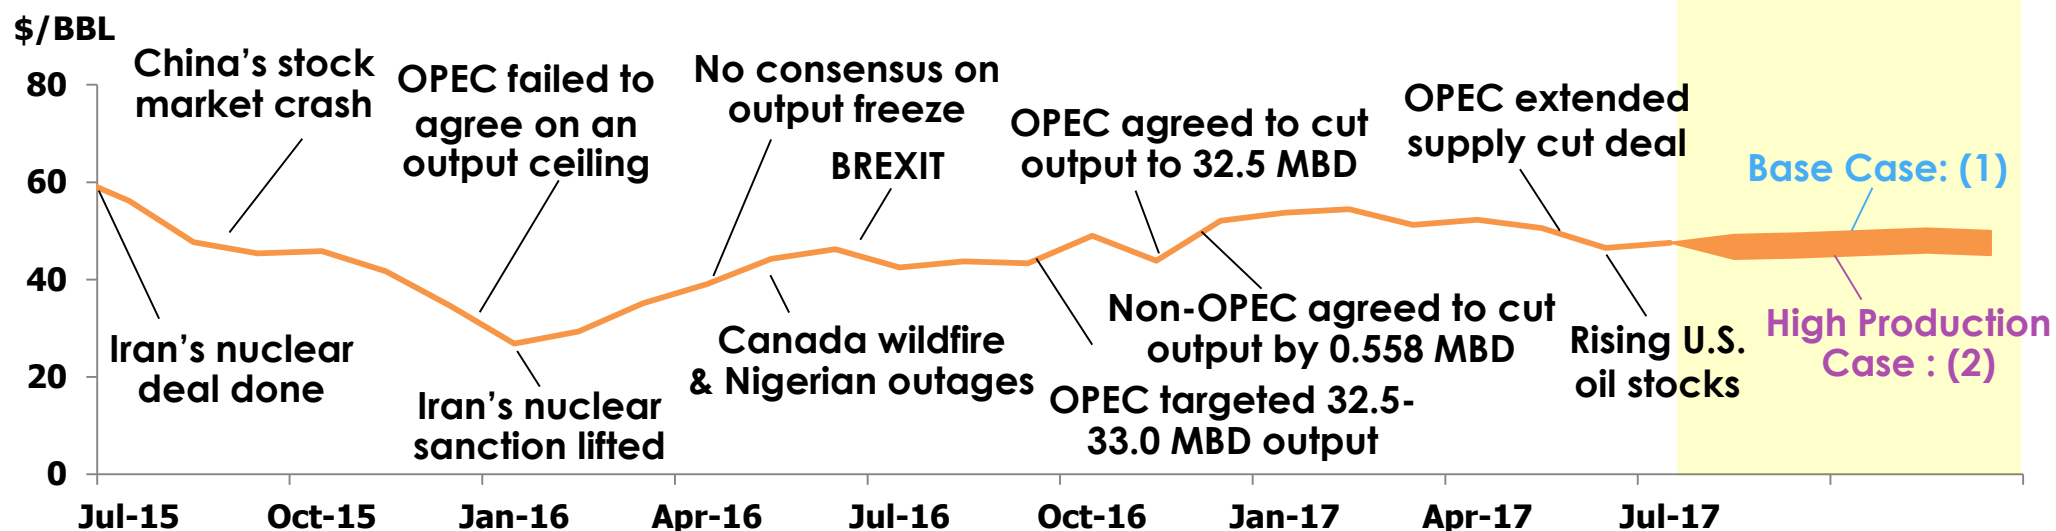 $/BBL
China’s stock
market crash
OPEC failed to
agree on an
output ceiling
No consensus on
output freeze
BREXIT
OPEC agreed to cut
output to 32.5 MBD
OPEC extended
supply cut deal
Base Case: (1)
80
60
40
20
0
Iran’s nuclear
deal done
Iran’s nuclear
sanction lifted
Canada wildfire
& Nigerian outages
Non-OPEC agreed to cut
output by 0.558 MBD
OPEC targeted 32.5-
33.0 MBD output
Rising U.S.
oil stocks
High Production
Case : (2)
Jul-15 Oct-15 Jan-16 Apr-16 Jul-16 Oct-16 Jan-17 Apr-17 Jul-17